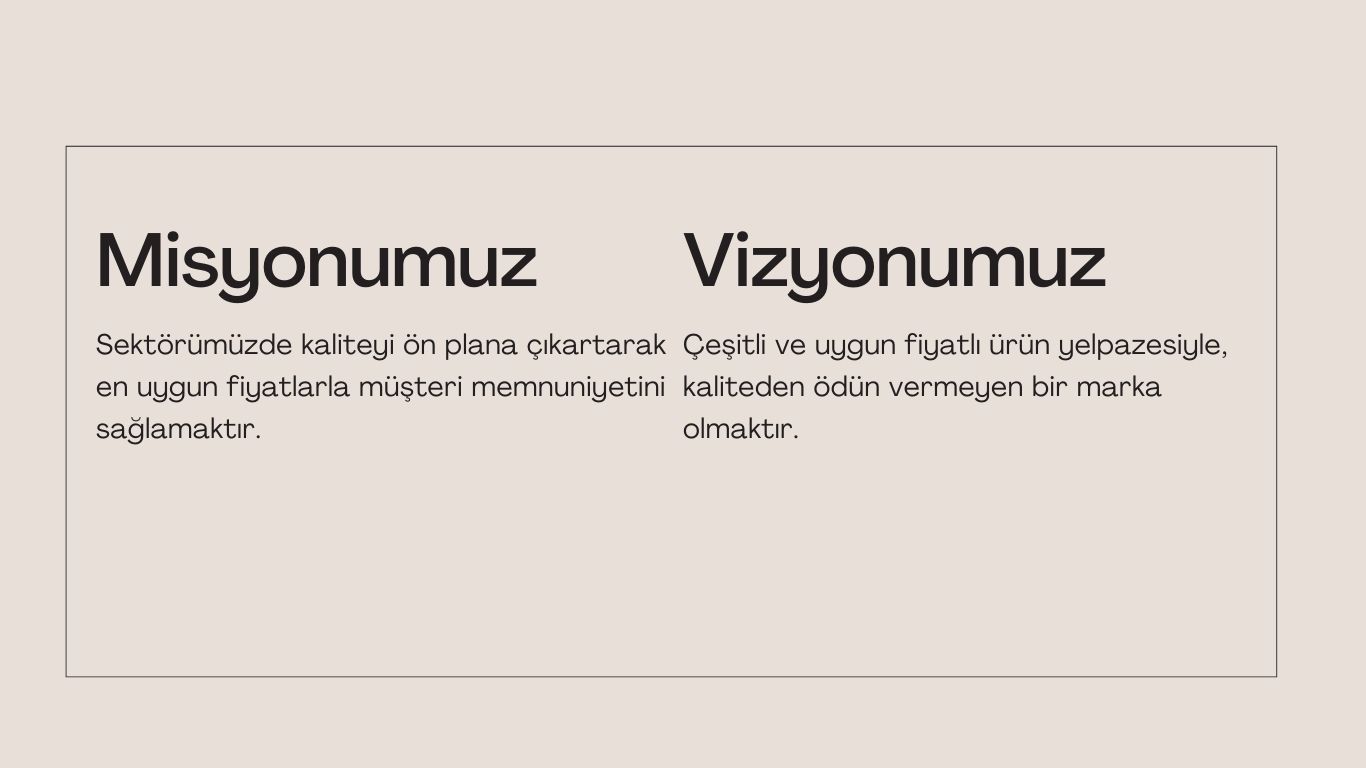 Misyonumuz
Sektörümüzde kaliteyi ön plana çıkartarak
en uygun fiyatlarla müşteri memnuniyetini
sağlamaktır.
Vizyonumuz
Çeşitli ve uygun fiyatlı ürün yelpazesiyle,
kaliteden ödün vermeyen bir marka
olmaktır.